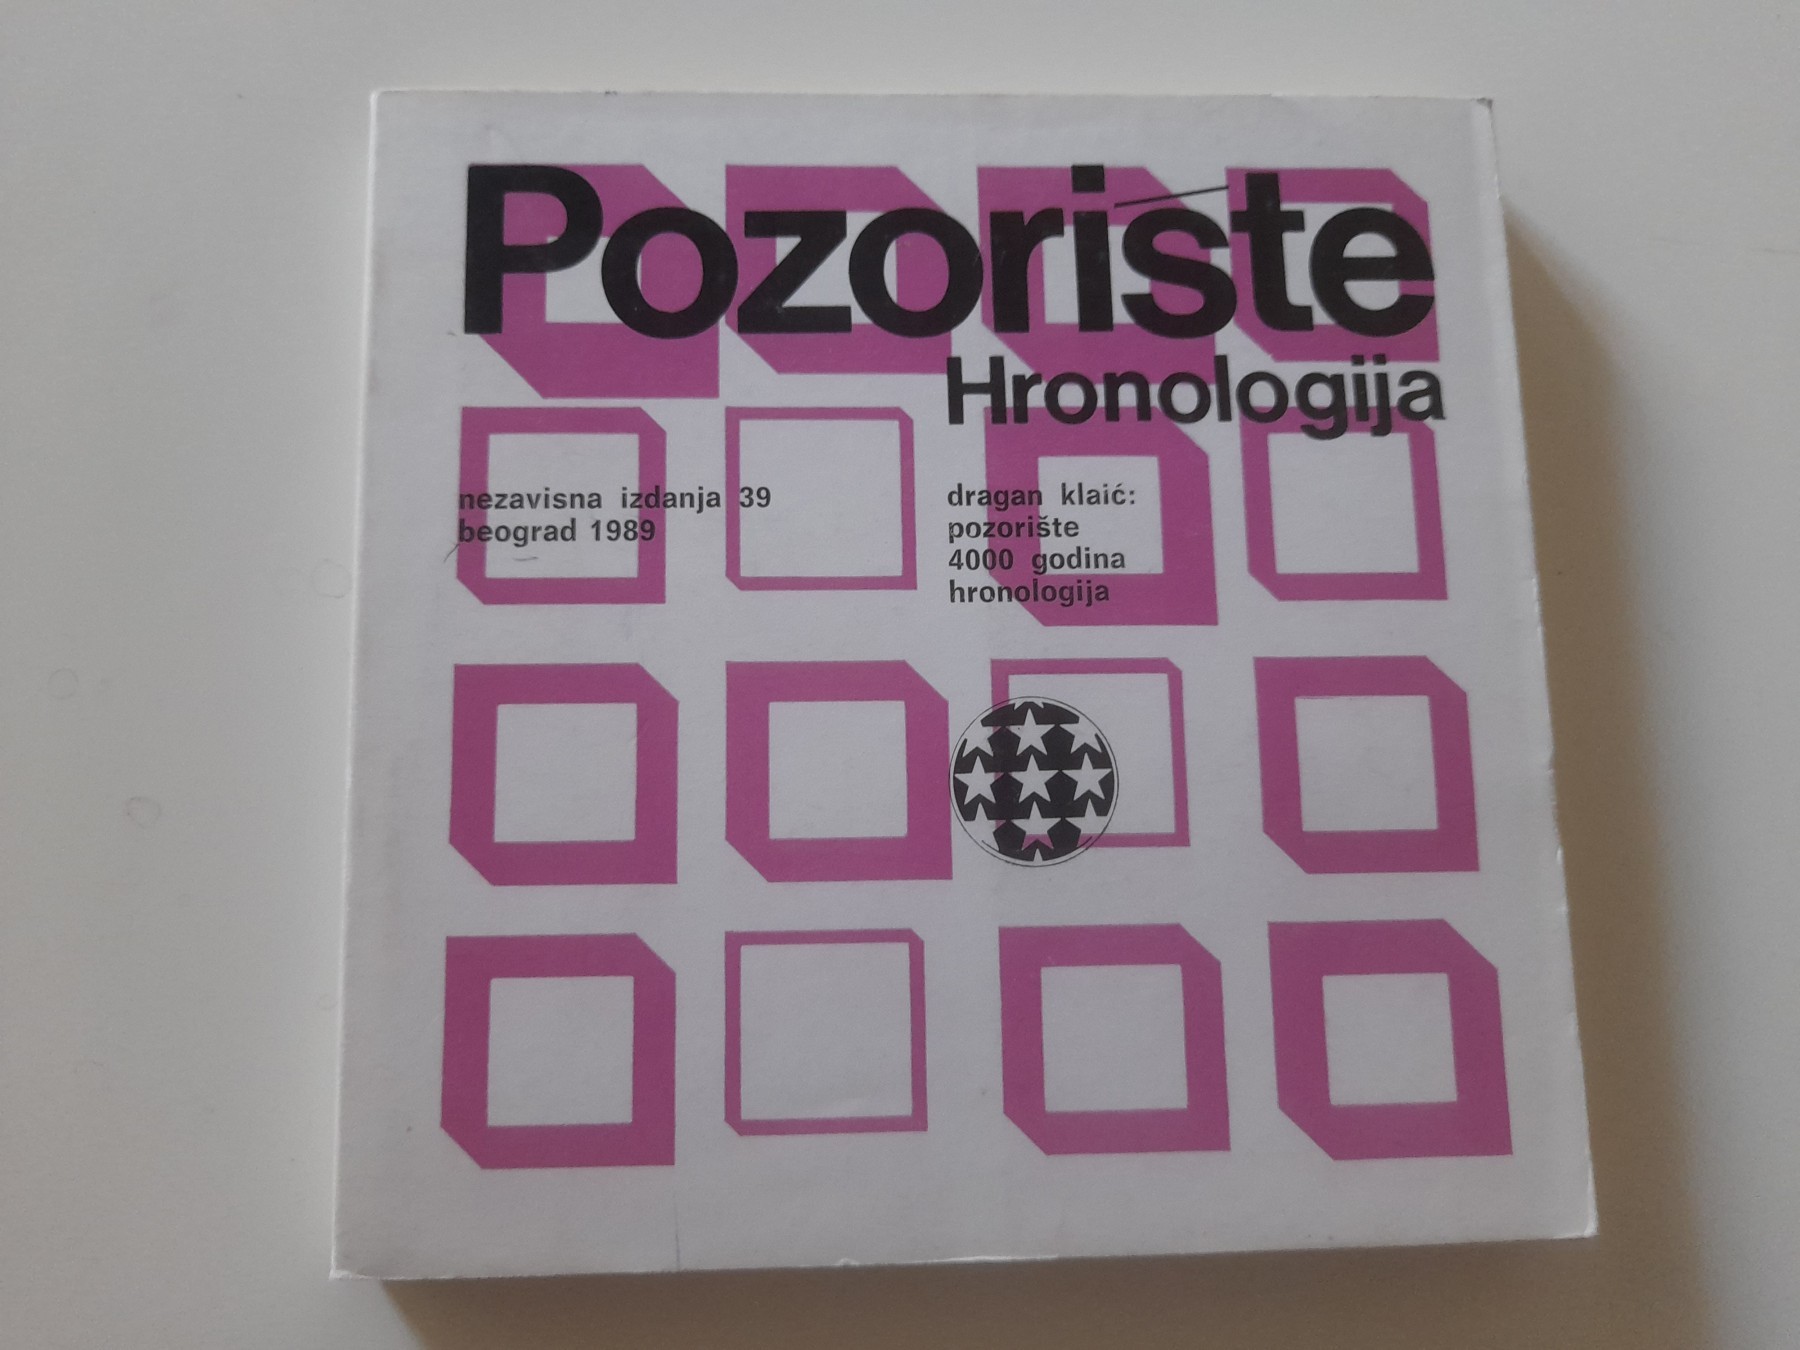 Pozorište
Hronologija
nezavisna izdanja 39
beograd 1989
dragan klaić:
pozorište
4000 godina
hronologija